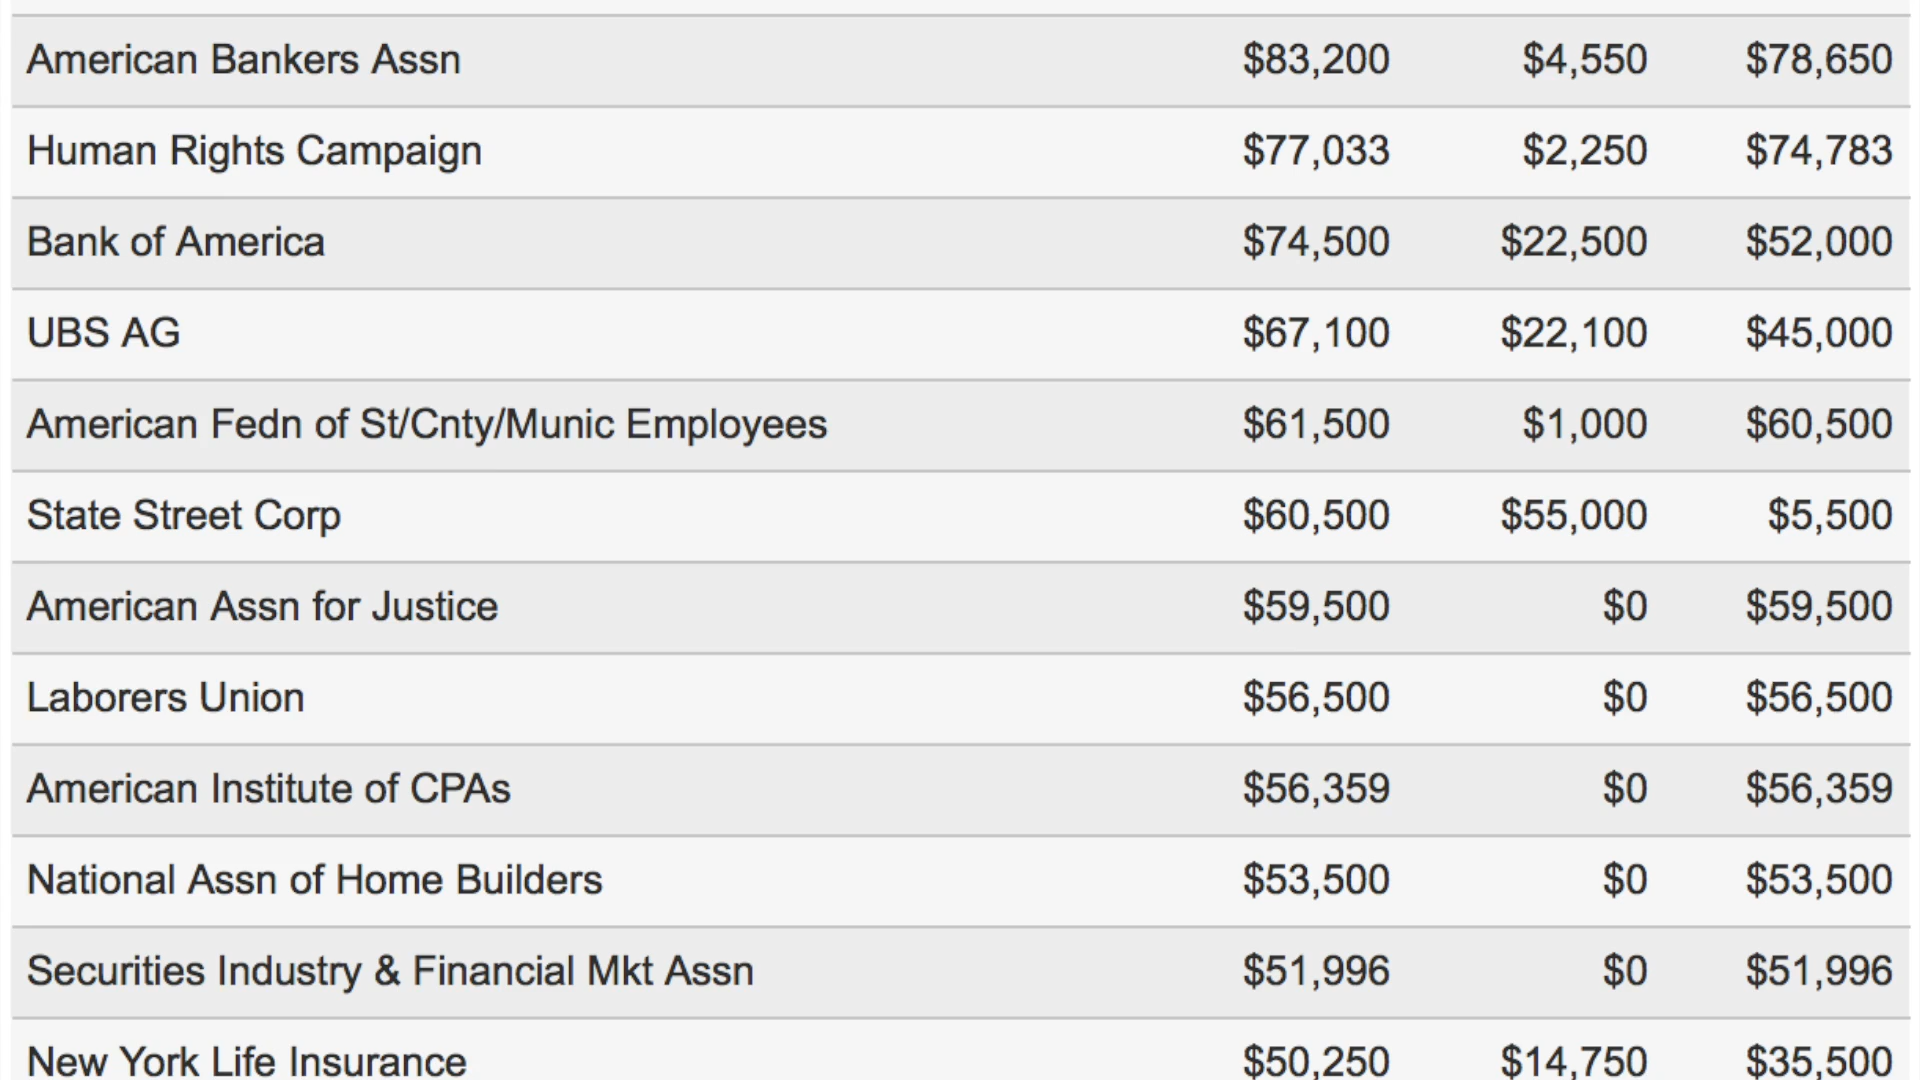 American Bankers Assn $83,200 $4,550 $78,650
Human Rights Campaign $77,033 $2,250 $74,783
Bank of America $74,500 $22,500 $52,000
UBS AG $67,100 $22,100 $45,000
American Fedn of St/Cnty/Munic Employees $61,500 $1,000 $60,500
State Street Corp $60,500 $55,000 $5,500
American Assn for Justice $59,500 $0 $59,500
Laborers Union $56,500 $0 $56,500
American Institute of CPAs $56,359 $0 $56,359
National Assn of Home Builders $53,500 $0 $53,500
Securities Industry & Financial Mkt Assn $51,996 $0 $51,996
New York Life Insurance $50,250 $14,750 $35,500